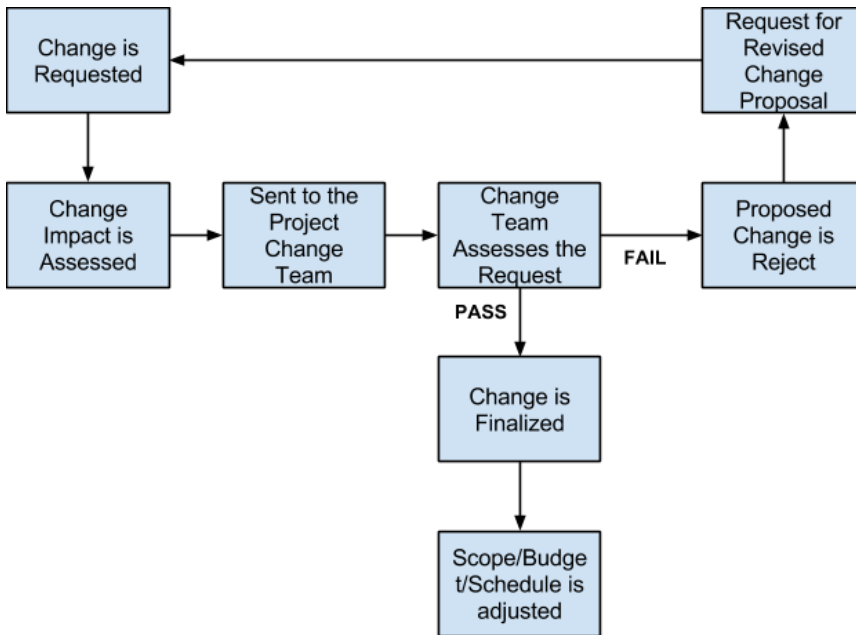 Change is
Requested
Request for
Revised
Change
Proposal
Change
Impact is
Assessed
Sent to the
Project
Change
Team
Change
Team
Assesses the
Request
FAIL
Proposed
Change is
Reject
PASS
Change is
Finalized
Scope/Budge
t/Schedule is
adjusted